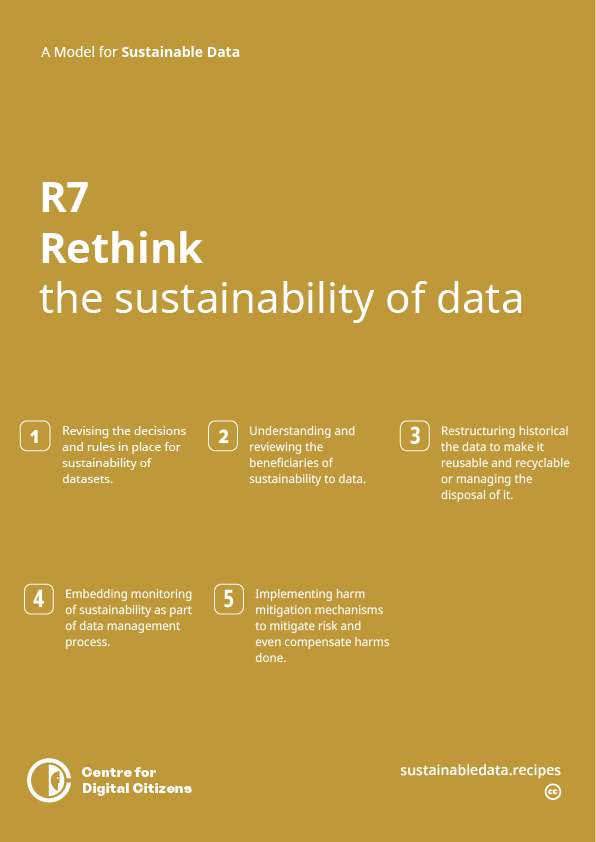 A Model for Sustainable Data
R7
Rethink
the sustainability of data
1
Revising the decisions
and rules in place for
sustainability of
datasets.
2
Understanding and
reviewing the
beneficiaries of
sustainability to data.
3
Restructuring historical
the data to make it
reusable and recyclable
or managing the
disposal of it.
4
Embedding monitoring
of sustainability as part
of data management
process.
5
Implementing harm
mitigation mechanisms
to mitigate risk and
even compensate harms
done.
Centre for
Digital Citizens
sustainabledata.recipes
cc